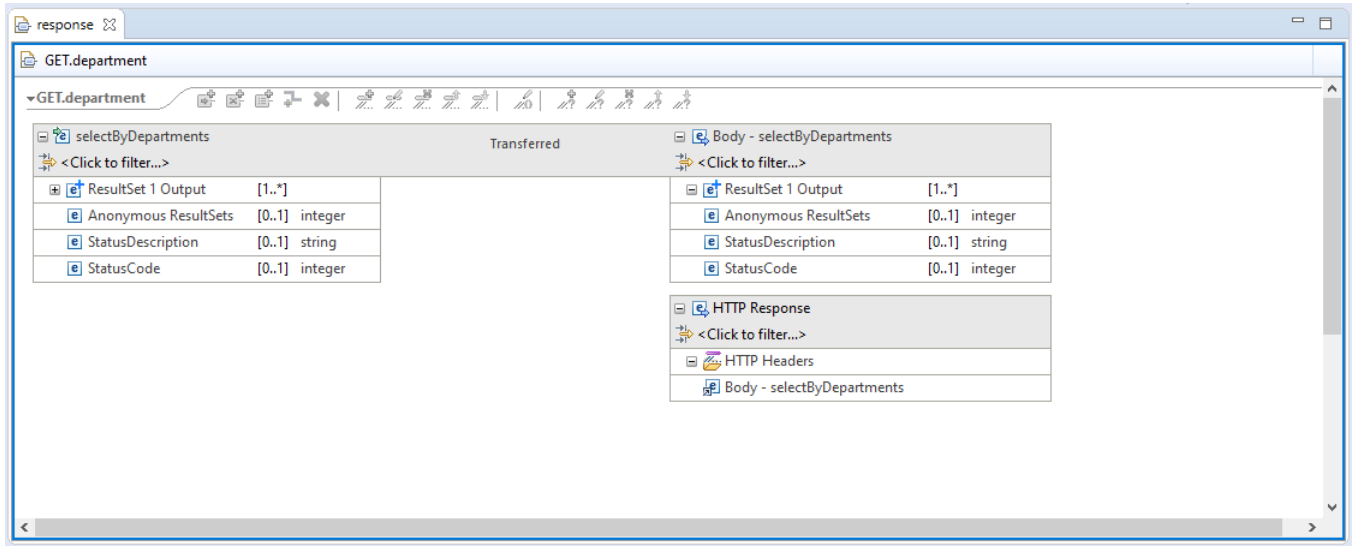 response
GET.department
GET.department
selectByDepartments
<Click to filter...>
ResultSet 1 Output [1..*]
Anonymous ResultSets [0..1] integer
StatusDescription [0..1] string
StatusCode [0..1] integer
Transferred
Body - selectByDepartments
<Click to filter...>
ResultSet 1 Output [1..*]
Anonymous ResultSets [0..1] integer
StatusDescription [0..1] string
StatusCode [0..1] integer
HTTP Response
<Click to filter...>
HTTP Headers
Body - selectByDepartments